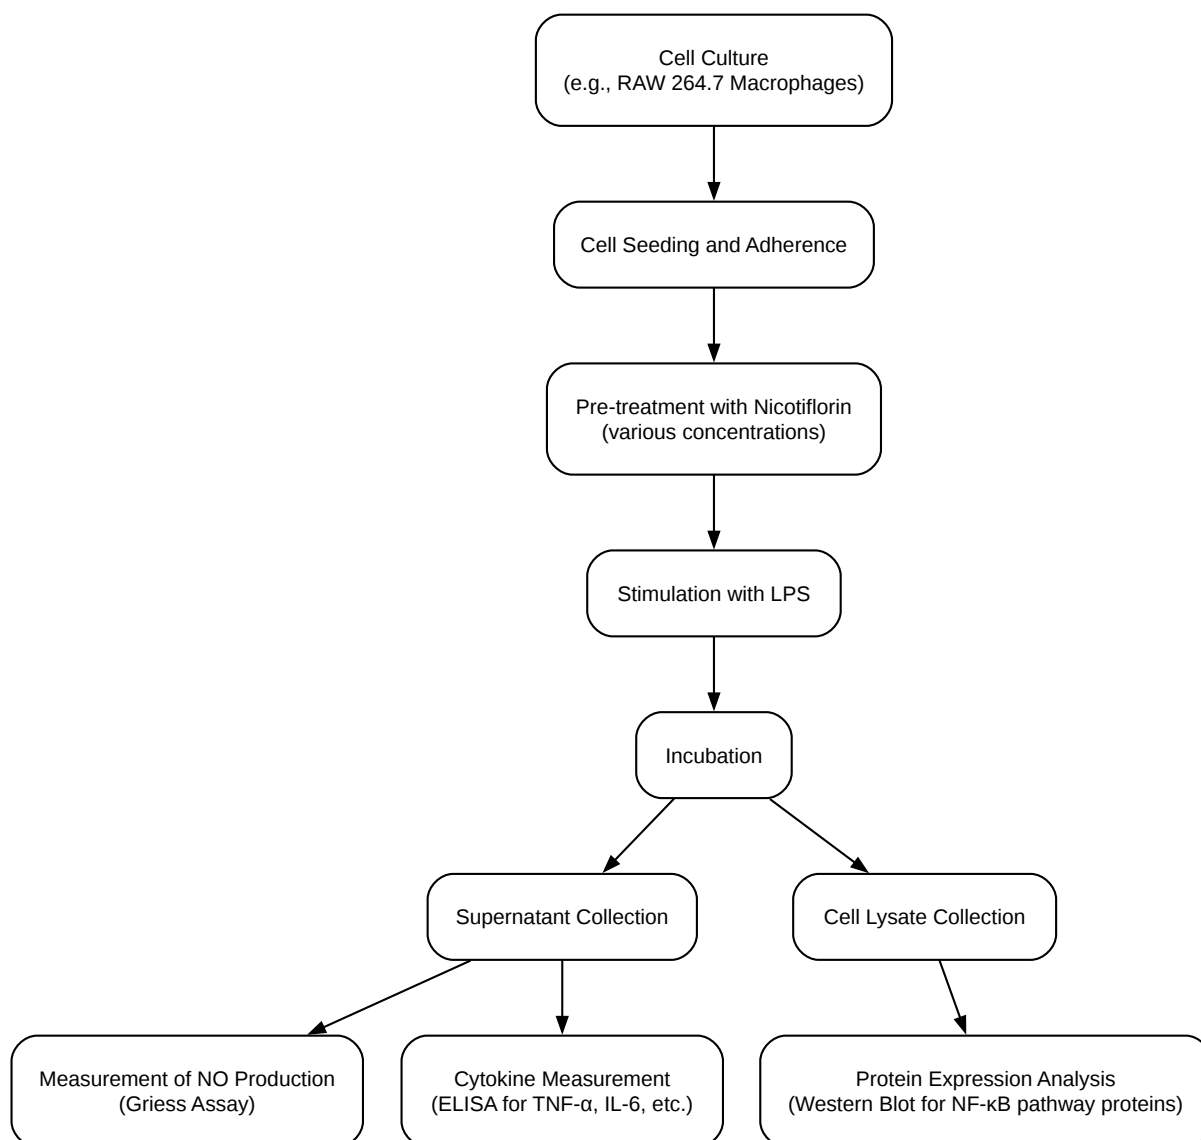 Cell Culture
(e.g., RAW 264.7 Macrophages)
Cell Seeding and Adherence
Pre-treatment with Nicotiflorin
(various concentrations)
Stimulation with LPS
Incubation
Supernatant Collection
Cell Lysate Collection
Measurement of NO Production
(Griess Assay)
Cytokine Measurement
(ELISA for TNF-α, IL-6, etc.)
Protein Expression Analysis
(Western Blot for NF-κB pathway proteins)